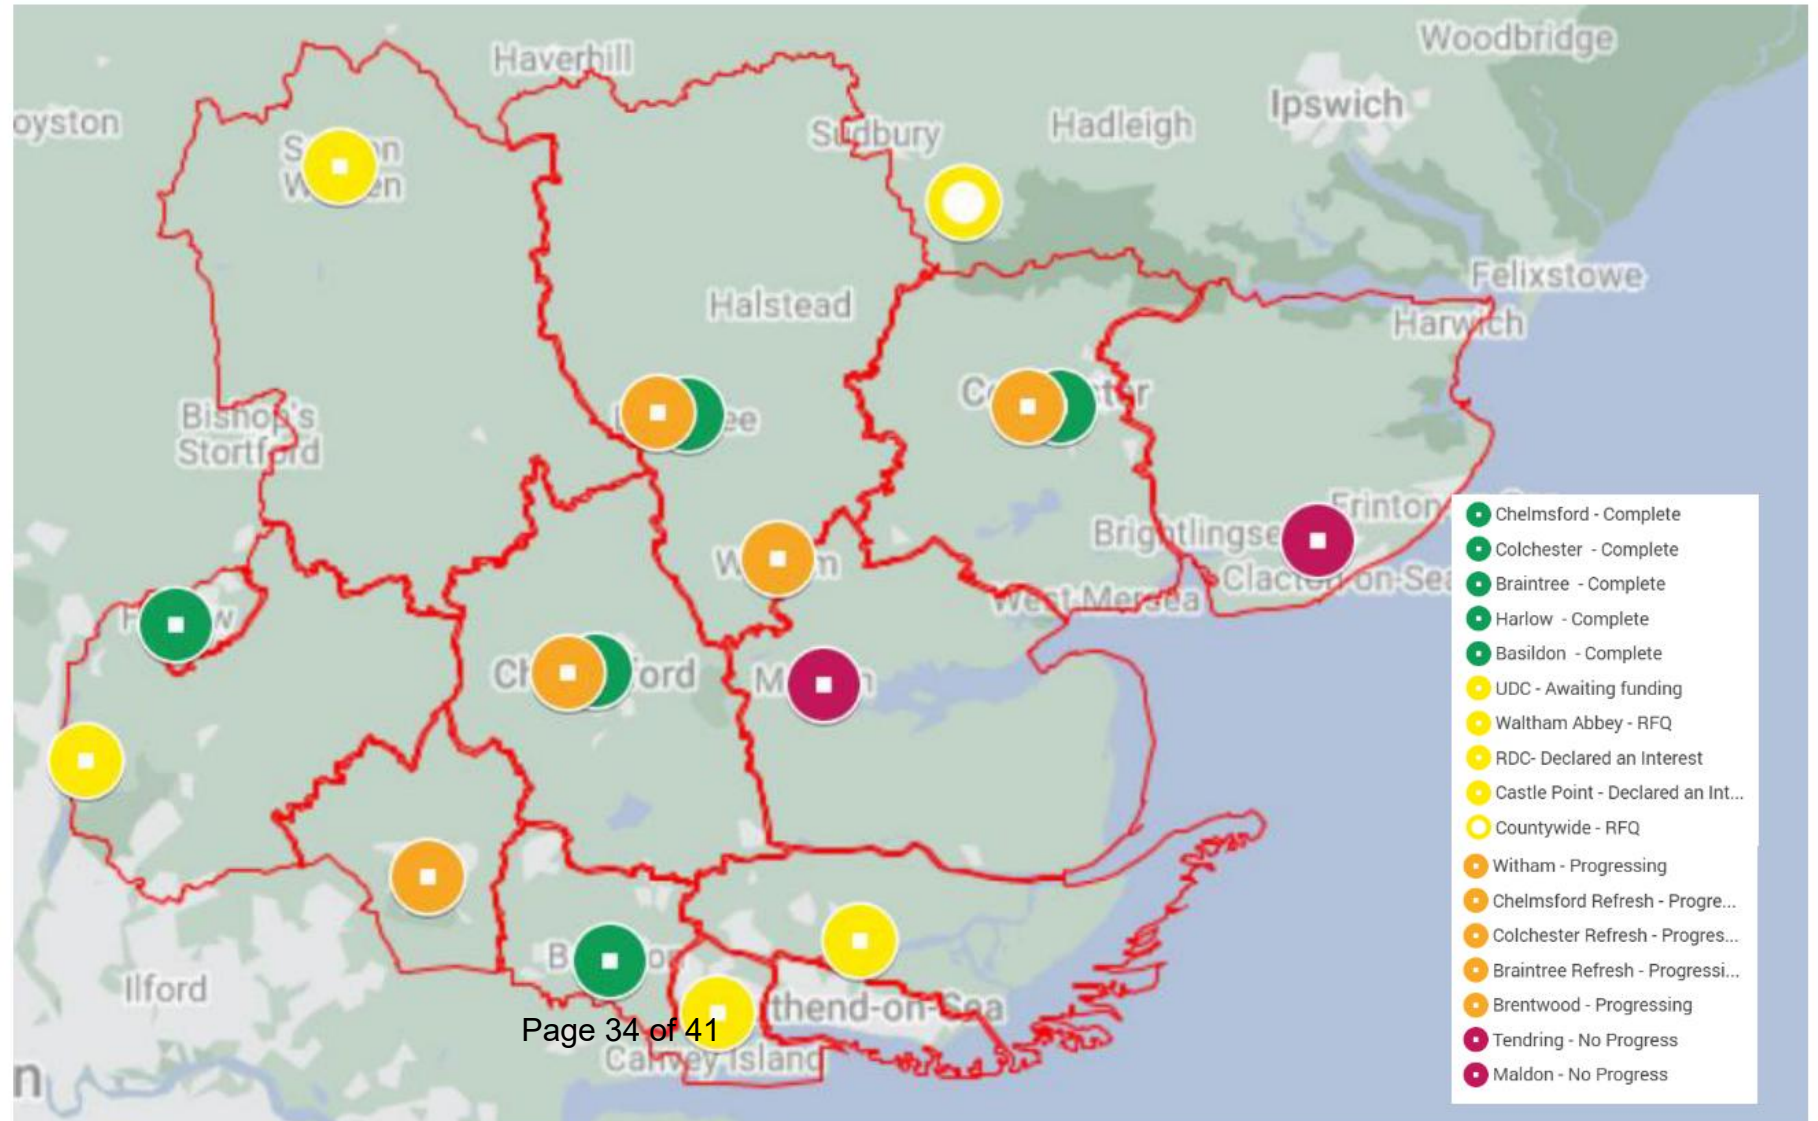 Woodbridge
Haverhill
Ipswich
oyston
Hadleigh
Sudbury
Felixstowe
Halstead
Harwich
Bishop's
Stortford
Frinton
Brightlingse
Clacton-on-Sea
West Mersea
Ilford
thend-on-Sea
Page 34 of 41
Canvey Island
n
Chelmsford - Complete
Colchester - Complete
Braintree - Complete
Harlow - Complete
Basildon - Complete
UDC - Awaiting funding
Waltham Abbey - RFQ
RDC- Declared an Interest
Castle Point - Declared an Int...
Countywide - RFQ
Witham - Progressing
Chelmsford Refresh - Progre...
Colchester Refresh - Progres...
Braintree Refresh - Progressi...
Brentwood - Progressing
Tendring - No Progress
Maldon - No Progress